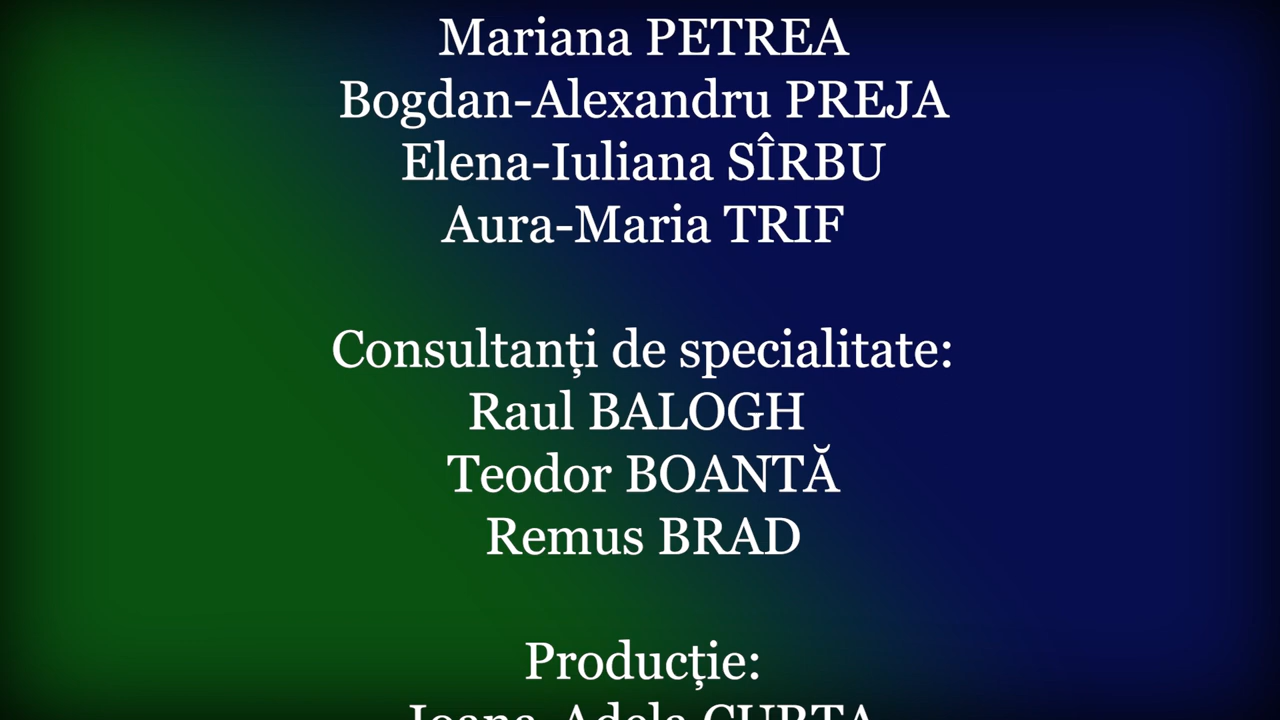 Mariana PETREA
Bogdan-Alexandru PREJA
Elena-Iuliana SÎRBU
Aura-Maria TRIF
Consultanți de specialitate:
Raul BALOGH
Teodor BOANTĂ
Remus BRAD
Producție: